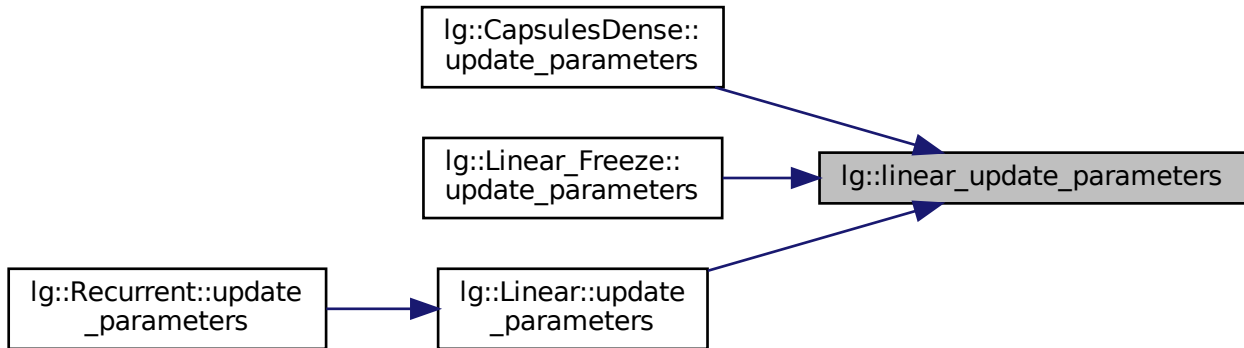 lg::CapsulesDense::
update_parameters
lg::Linear_Freeze::
update_parameters
lg::linear_update_parameters
lg::Recurrent::update
_parameters
lg::Linear::update
_parameters